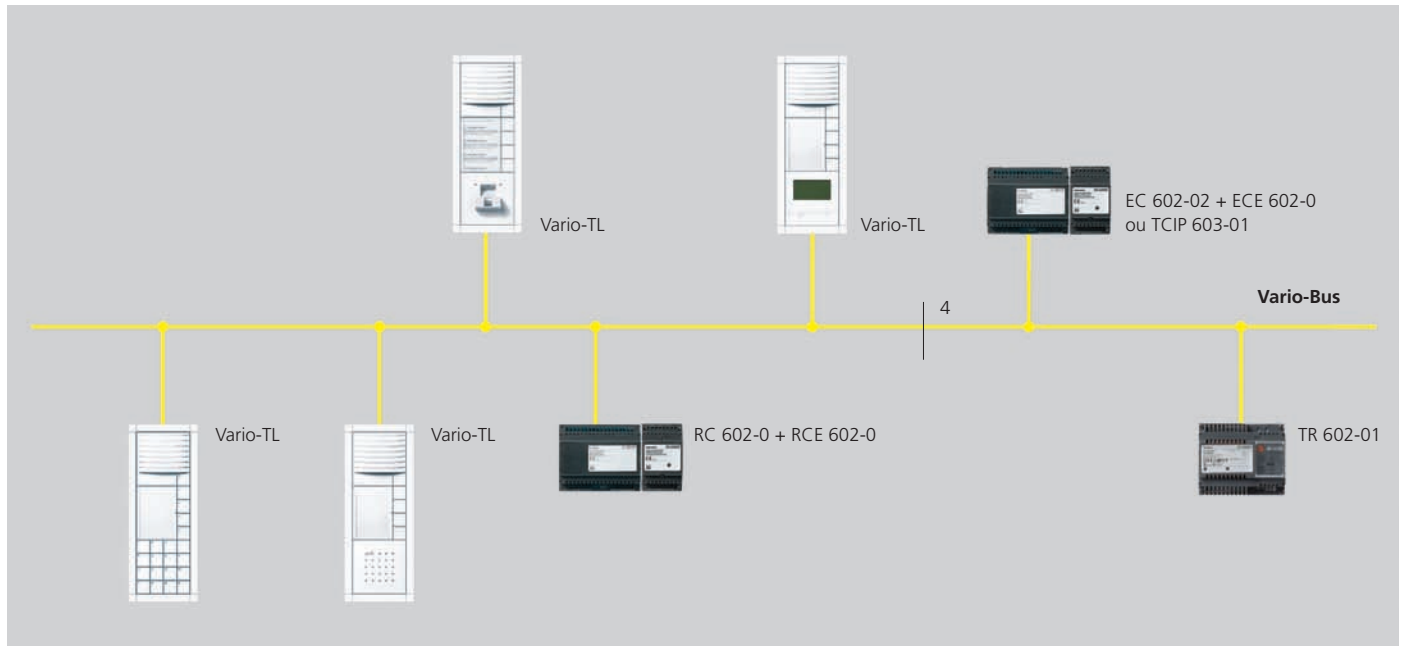 Vario-TL
Vario-TL
EC 602-02 + ECE 602-0
ou TCIP 603-01
Vario-Bus
4
Vario-TL
Vario-TL
RC 602-0 + RCE 602-0
TR 602-01